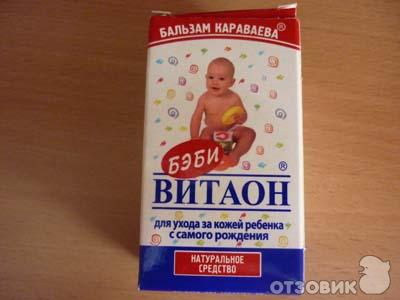 БАЛЬЗАМ КАРАВАЕВА®
БЭБИ
ВИТАОН®
для ухода за кожей ребенка
с самого рождения
НАТУРАЛЬНОЕ
СРЕДСТВО
ОТЗОВИК